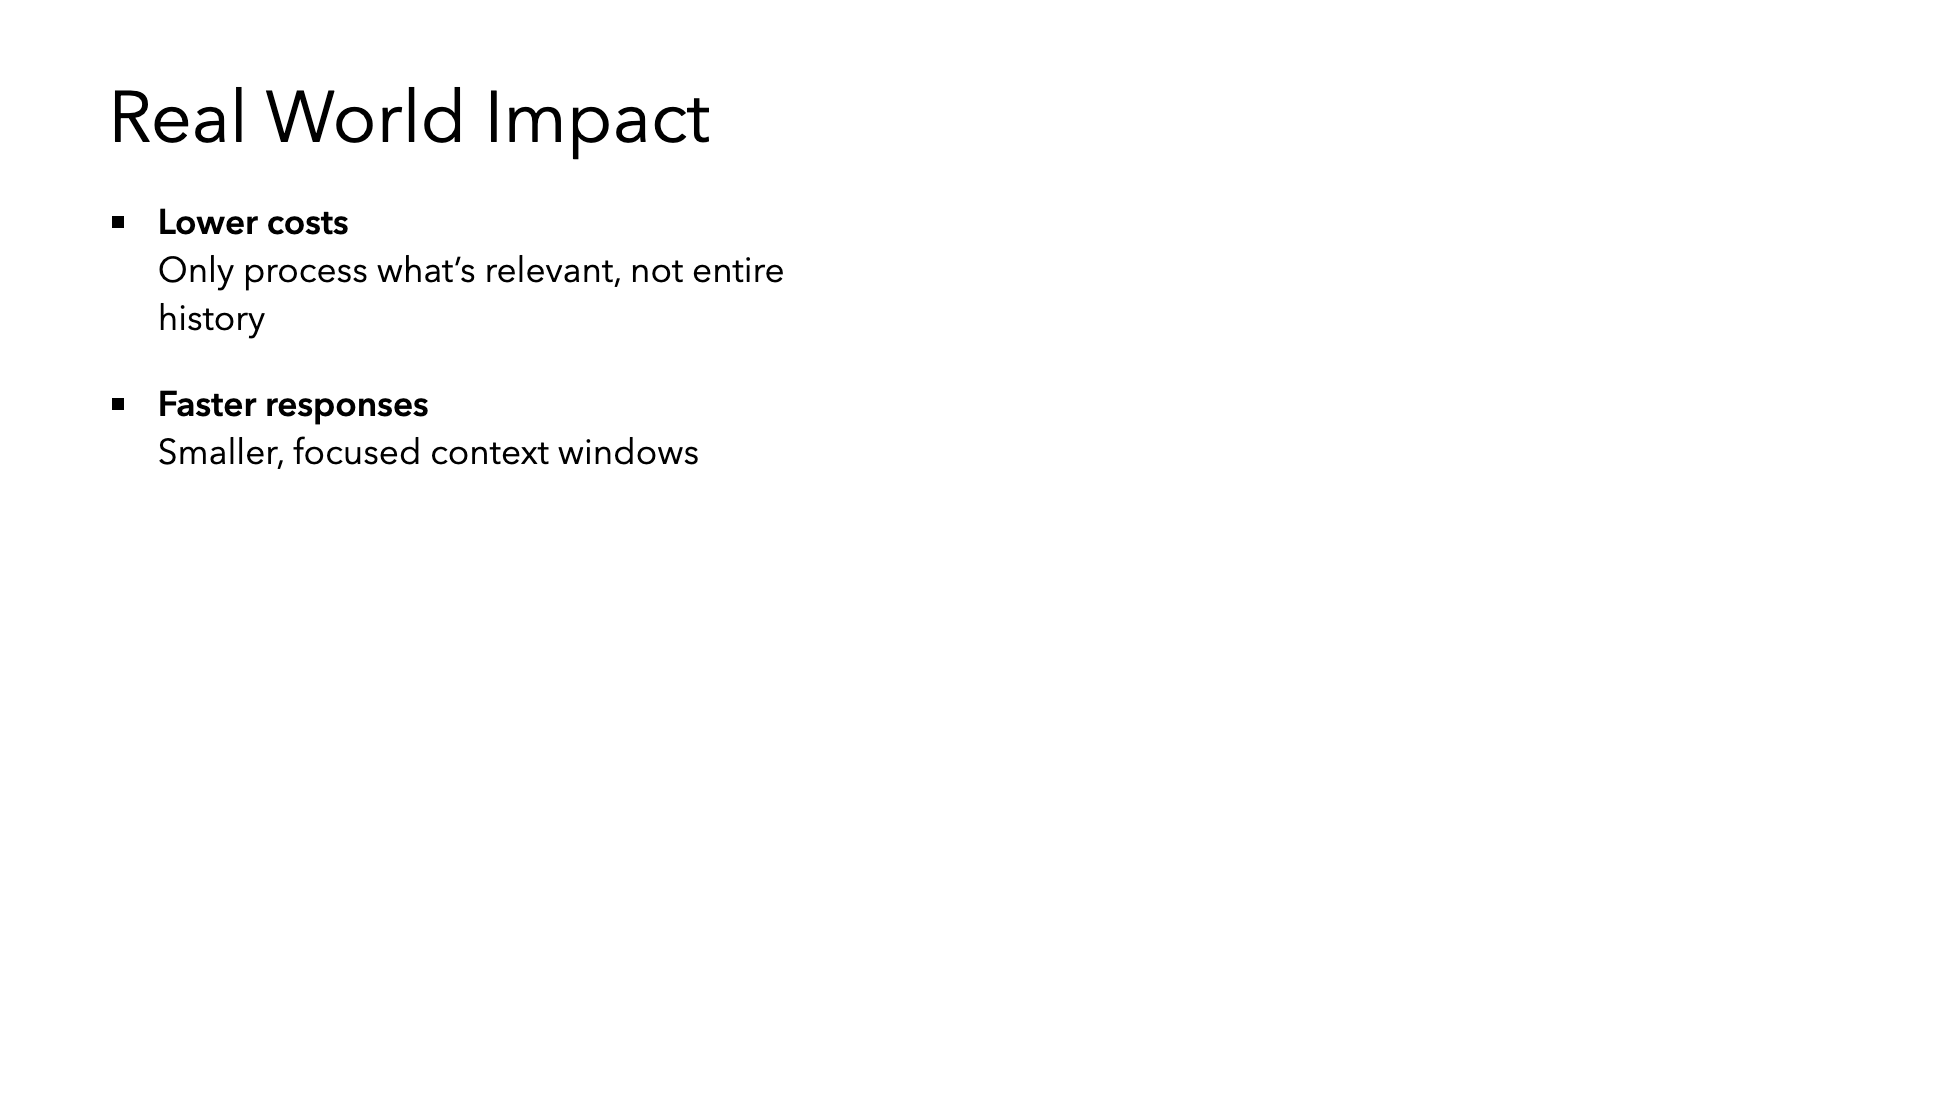 Real World Impact
▪ Lower costs
Only process what’s relevant, not entire
history
▪ Faster responses
Smaller, focused context windows